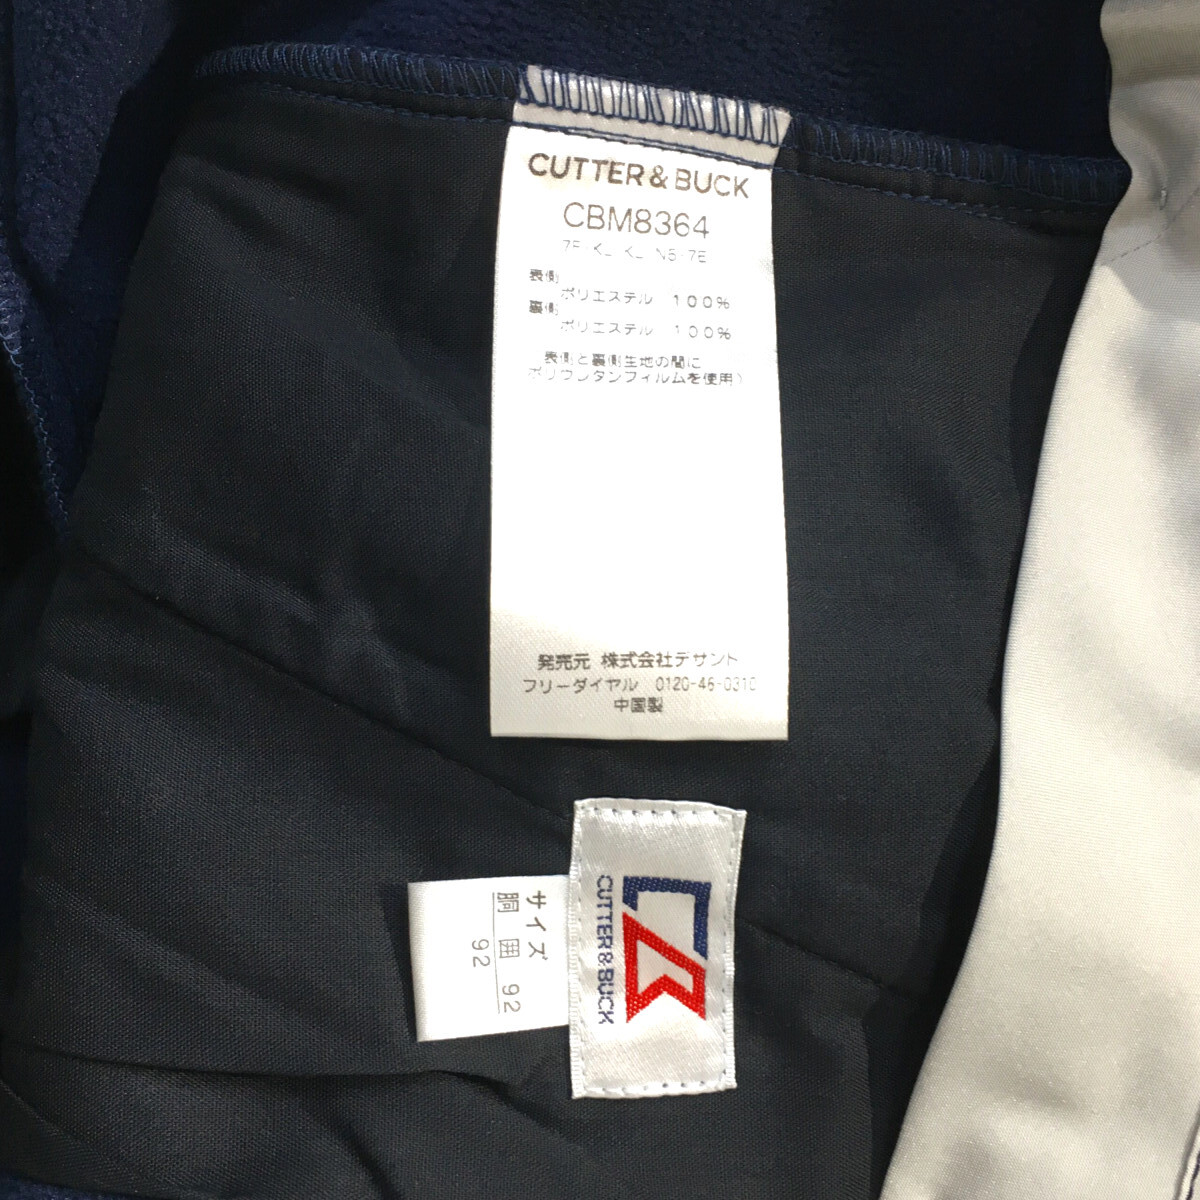 CUTTER & BUCK
CBM8364
表側
ポリエステル 100%
裏側
ポリエステル 100%
表側と裏側生地の間に
ポリウレタンフィルムを使用)
発売元 株式会社デサント
フリーダイヤル 0120-46-0310
中国製
サイズ
胴囲 92
92
CUTTER&BUCK